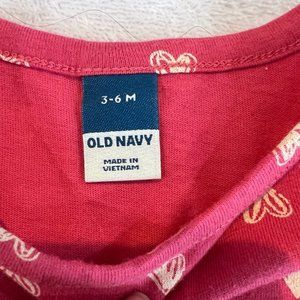 3-6 M
OLD NAVY
MADE IN
VIETNAM